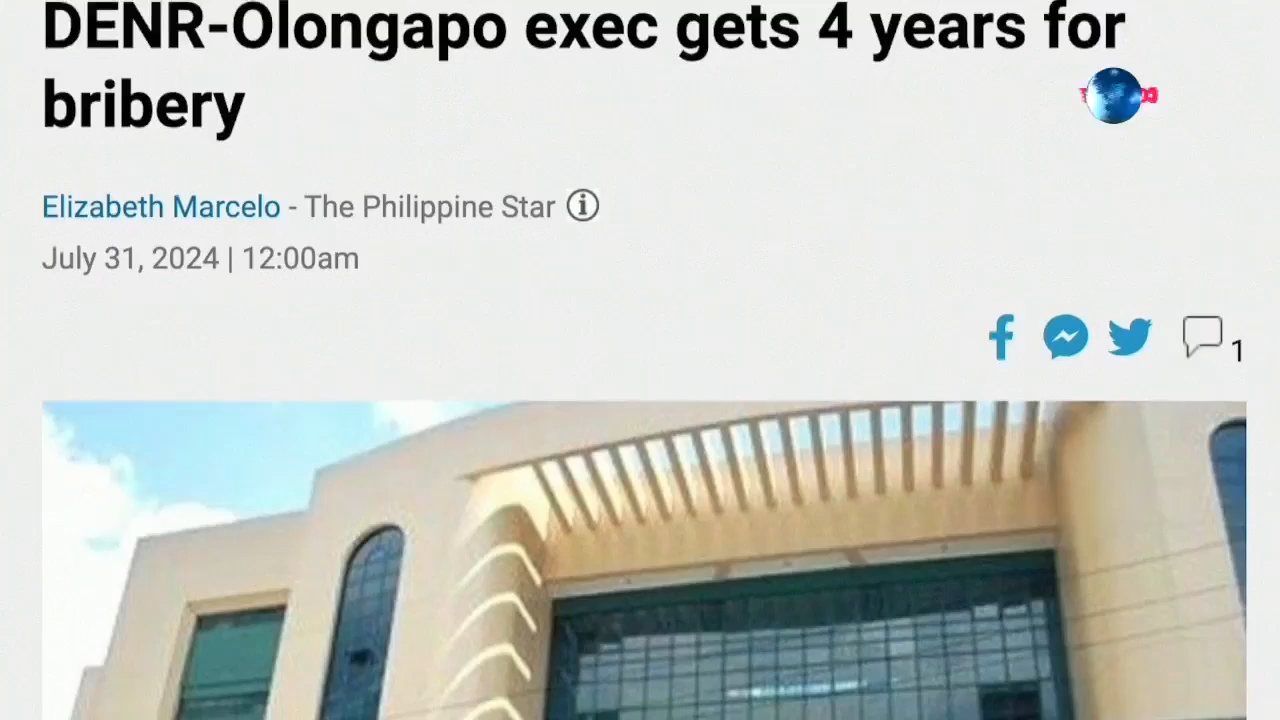 DENR-Olongapo exec gets 4 years for
bribery
Elizabeth Marcelo - The Philippine Star
July 31, 2024 | 12:00am
1